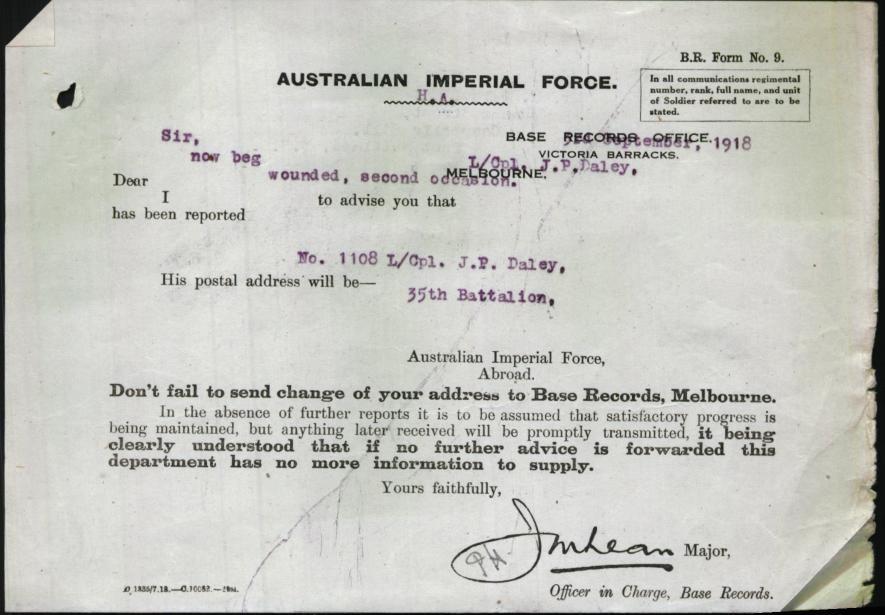 B.R. Form No. 9.
AUSTRALIAN IMPERIAL FORCE.
H.A.
In all communications regimental
number, rank, full name, and unit
of Soldier referred to are to be
stated.
BASE RECORDS OFFICE,
September, 1918
VICTORIA BARRACKS.
MELBOURNE,
Sir,
now beg
L/Cpl. J.P.Daley,
wounded, second occasion.
Dear
I to advise you that
has been reported
No. 1108 L/Cpl. J.P. Daley,
His postal address will be—
35th Battalion,
Australian Imperial Force,
Abroad.
Don't fail to send change of your address to Base Records, Melbourne.
In the absence of further reports it is to be assumed that satisfactory progress is
being maintained, but anything later received will be promptly transmitted, it being
clearly understood that if no further advice is forwarded this
department has no more information to supply.
Yours faithfully,
PH JMLean Major,
Officer in Charge, Base Records.